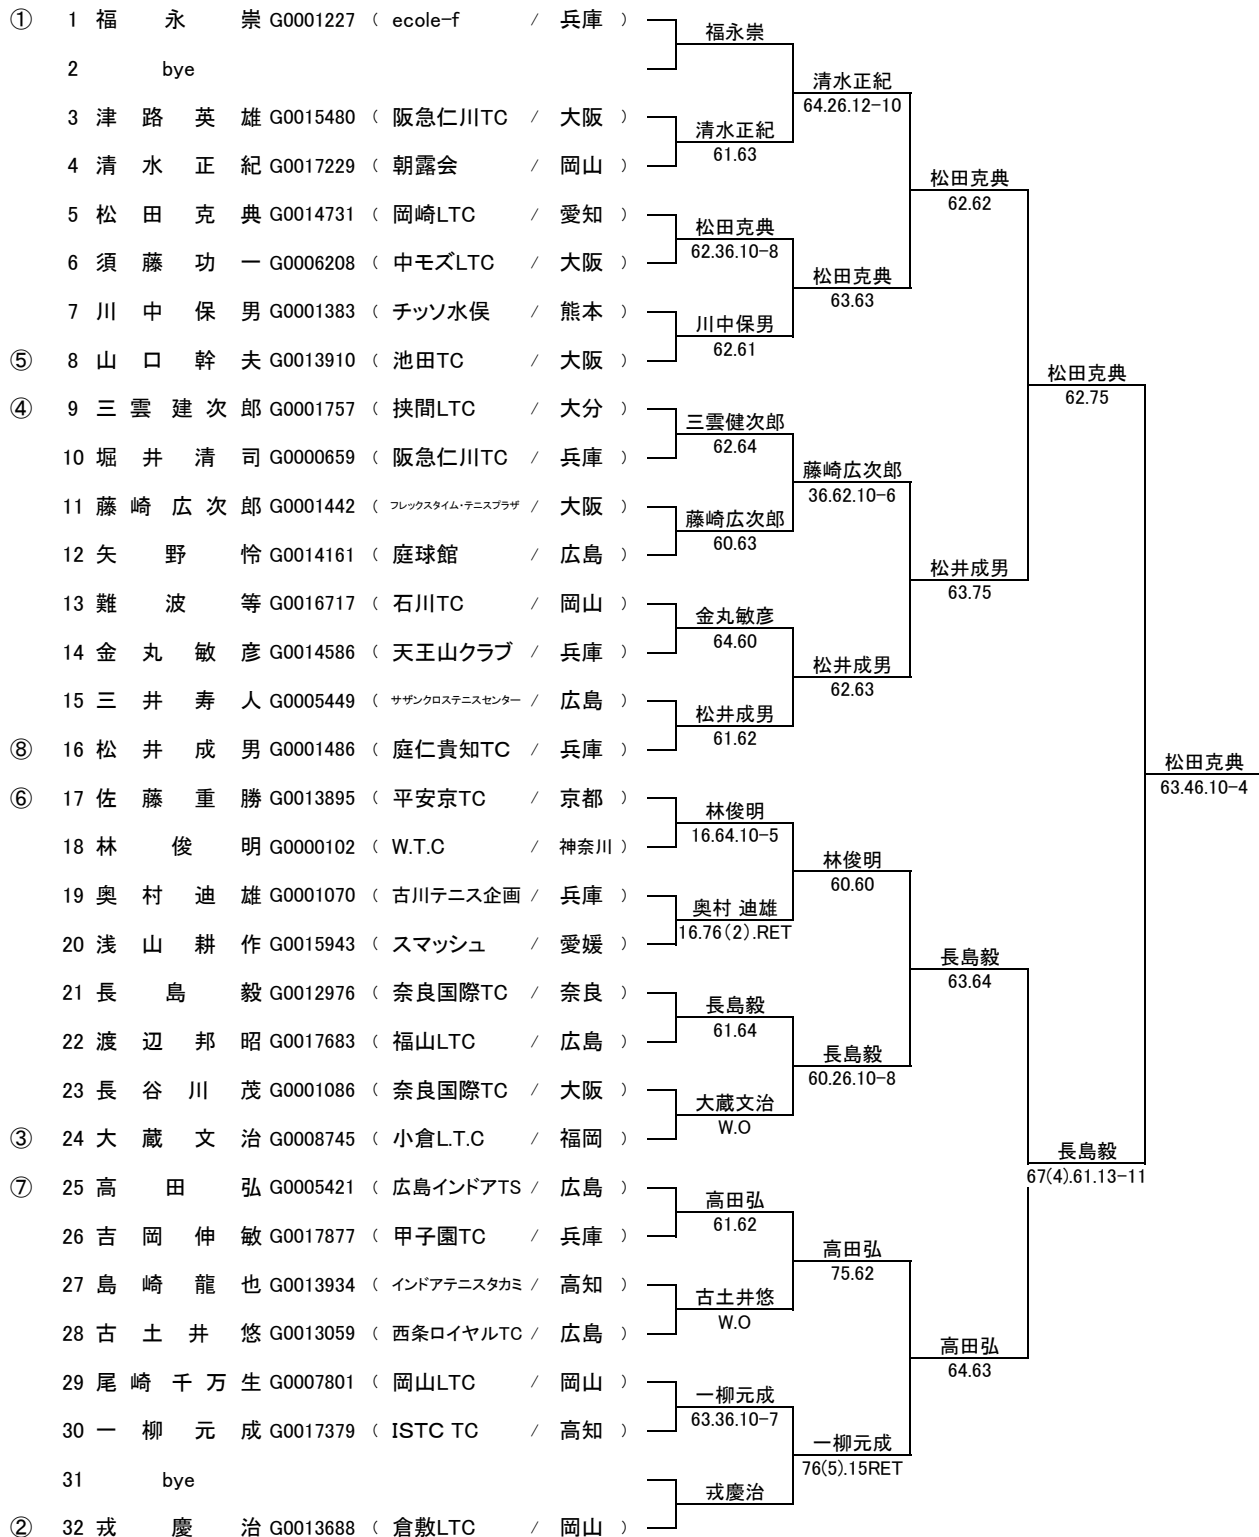 ① 1 福永崇 G0001227 ( ecole-f / 兵庫 )
福永崇
2 bye
清水正紀
64.26.12-10
3 津路英雄 G0015480 ( 阪急仁川TC / 大阪 )
清水正紀
61.63
4 清水正紀 G0017229 ( 朝露会 / 岡山 )
松田克典
62.62
5 松田克典 G0014731 ( 岡崎LTC / 愛知 )
松田克典
62.36.10-8
6 須藤功一 G0006208 ( 中モズLTC / 大阪 )
松田克典
63.63
7 川中保男 G0001383 ( チッソ水俣 / 熊本 )
川中保男
62.61
⑤ 8 山口幹夫 G0013910 ( 池田TC / 大阪 )
松田克典
62.75
④ 9 三雲建次郎 G0001757 ( 挟間LTC / 大分 )
三雲健次郎
62.64
10 堀井清司 G0000659 ( 阪急仁川TC / 兵庫 )
藤崎広次郎
36.62.10-6
11 藤崎広次郎 G0001442 ( フレックスタイム・テニスプラザ / 大阪 )
藤崎広次郎
60.63
12 矢野怜 G0014161 ( 庭球館 / 広島 )
松井成男
63.75
13 難波等 G0016717 ( 石川TC / 岡山 )
金丸敏彦
64.60
14 金丸敏彦 G0014586 ( 天王山クラブ / 兵庫 )
松井成男
62.63
15 三井寿人 G0005449 ( サザンクロステニスセンター / 広島 )
松井成男
61.62
⑧ 16 松井成男 G0001486 ( 庭仁貴知TC / 兵庫 )
松田克典
63.46.10-4
⑥ 17 佐藤重勝 G0013895 ( 平安京TC / 京都 )
林俊明
16.64.10-5
18 林俊明 G0000102 ( W.T.C / 神奈川 )
林俊明
60.60
19 奥村迪雄 G0001070 ( 古川テニス企画 / 兵庫 )
奥村 迪雄
16.76(2).RET
20 浅山耕作 G0015943 ( スマッシュ / 愛媛 )
長島毅
63.64
21 長島毅 G0012976 ( 奈良国際TC / 奈良 )
長島毅
61.64
22 渡辺邦昭 G0017683 ( 福山LTC / 広島 )
長島毅
60.26.10-8
23 長谷川茂 G0001086 ( 奈良国際TC / 大阪 )
大蔵文治
W.O
③ 24 大蔵文治 G0008745 ( 小倉L.T.C / 福岡 )
長島毅
67(4).61.13-11
⑦ 25 高田弘 G0005421 ( 広島インドアTS / 広島 )
高田弘
61.62
26 吉岡伸敏 G0017877 ( 甲子園TC / 兵庫 )
高田弘
75.62
27 島崎龍也 G0013934 ( インドアテニスタカミ / 高知 )
古土井悠
W.O
28 古土井悠 G0013059 ( 西条ロイヤルTC / 広島 )
高田弘
64.63
29 尾崎千万生 G0007801 ( 岡山LTC / 岡山 )
一柳元成
63.36.10-7
30 一柳元成 G0017379 ( ISTC TC / 高知 )
一柳元成
76(5).15RET
31 bye
戎慶治
② 32 戎慶治 G0013688 ( 倉敷LTC / 岡山 )